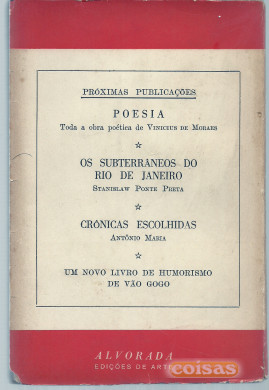 PRÓXIMAS PUBLICAÇÕES
POESIA
Toda a obra poética de VINICIUS DE MORAES
OS SUBTERRANEOS DO
RIO DE JANEIRO
STANISLAW PONTE PRETA
CRÔNICAS ESCOLHIDAS
ANTÔNIO MARIA
UM NOVO LIVRO DE HUMORISMO
DE VÃO GOGO
ALVORADA
EDIÇÕES DE ARTE
coisas